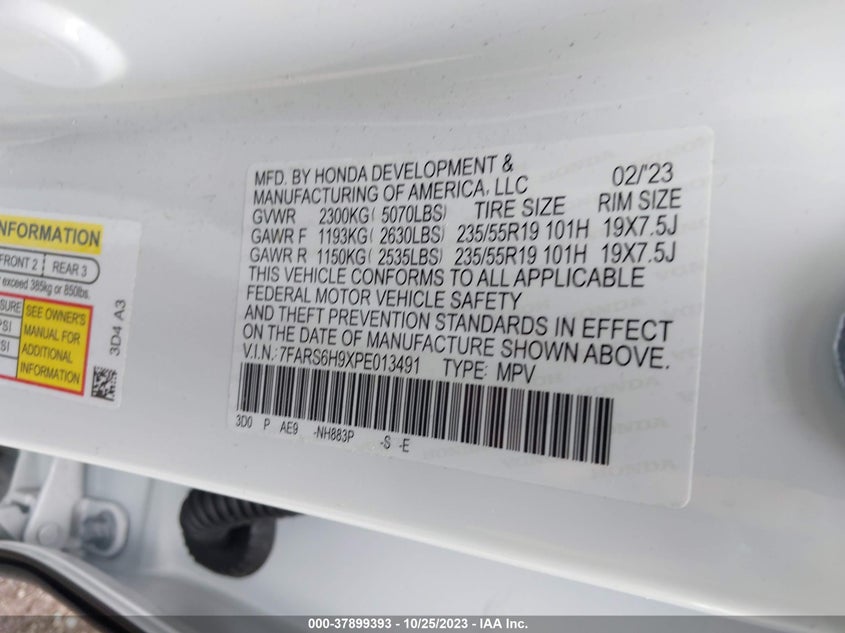 MFD. BY HONDA DEVELOPMENT & 02/'23
MANUFACTURING OF AMERICA, LLC
GVWR 2300KG( 5070LBS) TIRE SIZE RIM SIZE
GAWR F 1193KG( 2630LBS) 235/55R19 101H 19X7.5J
GAWR R 1150KG( 2535LBS) 235/55R19 101H 19X7.5J
THIS VEHICLE CONFORMS TO ALL APPLICABLE
FEDERAL MOTOR VEHICLE SAFETY
AND THEFT PREVENTION STANDARDS IN EFFECT
ON THE DATE OF MANUFACTURE SHOWN ABOVE.
V.I.N.:7FARS6H9XPE013491 TYPE: MPV
3D0 P AE9 -NH883P -S -E
INFORMATION
FRONT 2 REAR 3
exceed 385kg or 850lbs.
SEE OWNER'S
MANUAL FOR
ADDITIONAL
INFORMATION
3D4 A3
000-37899393 - 10/25/2023 - IAA Inc.